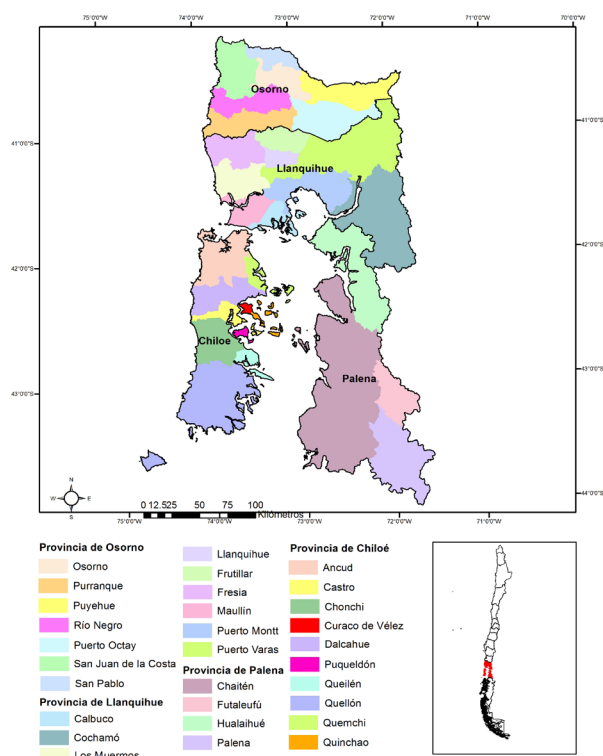 75°0'0"O 74°0'0"O 73°0'0"O 72°0'0"O 71°0'0"O 70°0'0"O
Osorno
41°0'0"S
41°0'0"S
Llanquihue
42°0'0"S
42°0'0"S
Chiloe
Palena
43°0'0"S
43°0'0"S
44°0'0"S
N
W E
S
0 12.525 50 75 100
Kilómetros
75°0'0"O 74°0'0"O 73°0'0"O 72°0'0"O 71°0'0"O
Provincia de Osorno
Osorno
Purranque
Puyehue
Río Negro
Puerto Octay
San Juan de la Costa
San Pablo
Provincia de Llanquihue
Calbuco
Cochamó
Los Muermos
Llanquihue
Frutillar
Fresia
Maullín
Puerto Montt
Puerto Varas
Provincia de Palena
Chaitén
Futaleufú
Hualaihué
Palena
Provincia de Chiloé
Ancud
Castro
Chonchi
Curaco de Vélez
Dalcahue
Puqueldón
Queilén
Quellón
Quemchi
Quinchao